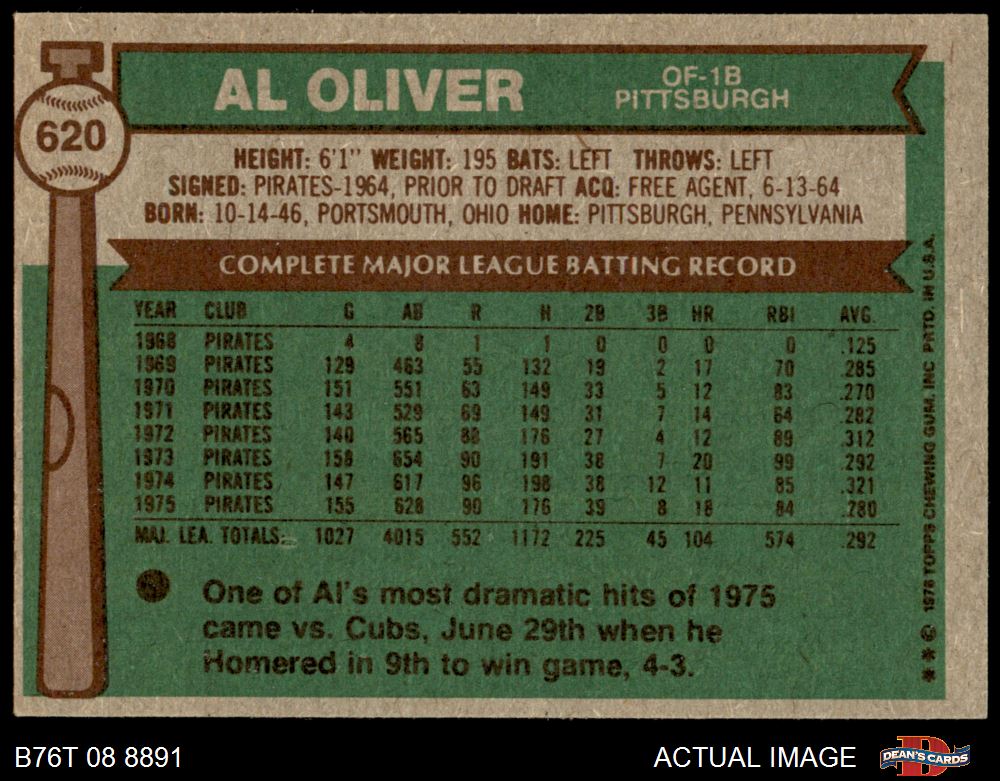 AL OLIVER
OF-1B
PITTSBURGH
620
HEIGHT: 6'1" WEIGHT: 195 BATS: LEFT THROWS: LEFT
SIGNED: PIRATES-1964, PRIOR TO DRAFT ACQ: FREE AGENT, 6-13-64
BORN: 10-14-46, PORTSMOUTH, OHIO HOME: PITTSBURGH, PENNSYLVANIA
COMPLETE MAJOR LEAGUE BATTING RECORD
YEAR CLUB G AB R H 2B 3B HR RBI AVG.
1968 PIRATES 4 8 1 1 0 0 0 0 .125
1969 PIRATES 129 463 55 132 19 2 17 70 .285
1970 PIRATES 151 551 63 149 33 5 12 83 .270
1971 PIRATES 143 529 69 149 31 7 14 64 .282
1972 PIRATES 140 565 88 176 27 4 12 89 .312
1973 PIRATES 158 654 90 191 38 7 20 99 .292
1974 PIRATES 147 617 96 198 38 12 11 85 .321
1975 PIRATES 155 628 90 176 39 8 18 84 .280
MAJ. LEA. TOTALS: 1027 4015 552 1172 225 45 104 574 .292
One of Al's most dramatic hits of 1975
came vs. Cubs, June 29th when he
Homered in 9th to win game, 4-3.
** © 1976 TOPPS CHEWING GUM, INC PRTD. IN U.S.A.
B76T 08 8891
ACTUAL IMAGE
DEAN'S CARDS